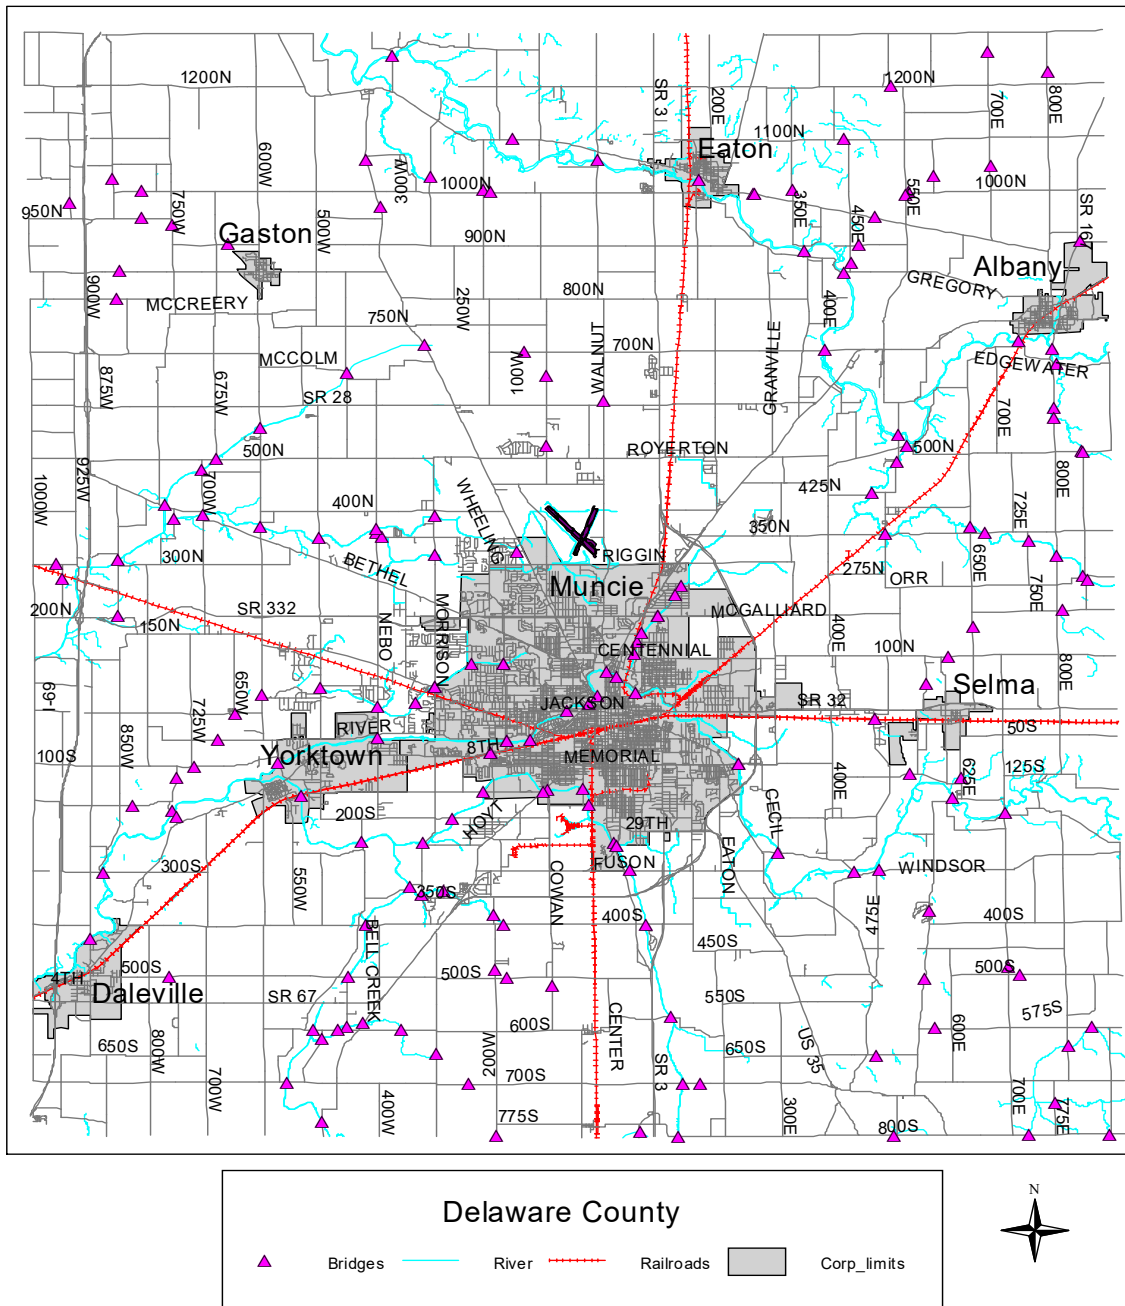 1200N
SR 3
200E
1200N
700E
800E
1100N
Eaton
600W
300W
1000N
1000N
750W
350E
550E
950N
500W
450E
SR 16
Gaston
900N
Albany
900W
MCCREERY
250W
800N
GREGORY
750N
400E
MCCOLM
100W
WALNUT
700N
GRANVILLE
EDGEWATER
875W
675W
SR 28
700E
500N
ROYERTON
500N
925W
1000W
700W
400N
WHEELING
425N
800E
725E
350N
300N
BETHEL
RIGGIN
275N
650E
Muncie
ORR
750E
200N
150N
SR 332
NEBO
MORRISON
MCGALLIARD
400E
CENTENNIAL
100N
800E
I-69
650W
Selma
725W
JACKSON
SR 32
RIVER
50S
100S
850W
Yorktown
8TH
MEMORIAL
400E
625E
125S
200S
HOYT
CECIL
29TH
300S
550W
350S
COWAN
FUSON
EATON
WINDSOR
475E
400S
400S
BELL CREEK
450S
4TH
500S
500S
500S
Daleville
SR 67
550S
575S
600S
CENTER
US 35
600E
650S
800W
200W
SR 3
650S
700W
400W
700S
700E
775E
775S
300E
800S
Delaware County
N
Bridges
River
Railroads
Corp_limits